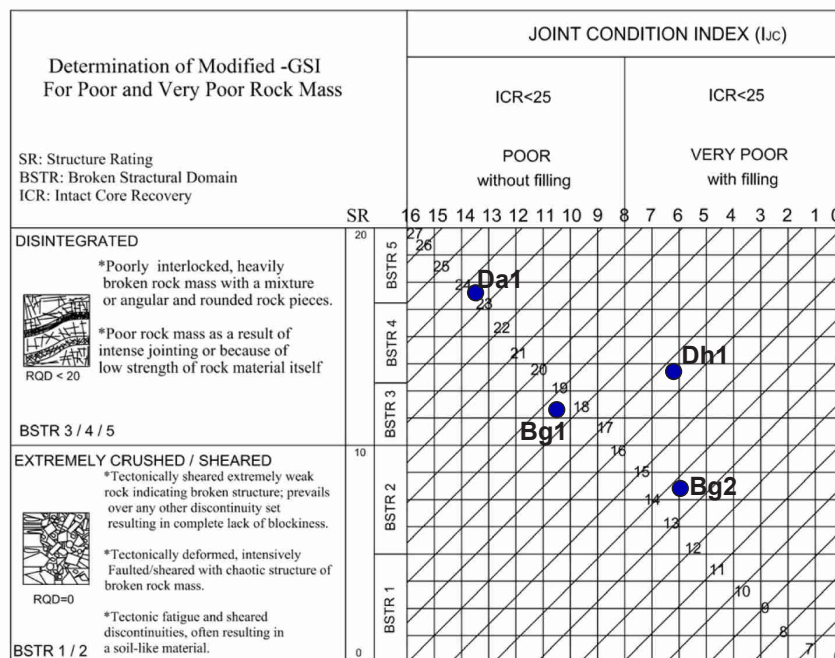 Determination of Modified -GSI
For Poor and Very Poor Rock Mass
SR: Structure Rating
BSTR: Broken Stractural Domain
ICR: Intact Core Recovery
SR
JOINT CONDITION INDEX (IJC)
ICR<25
ICR<25
POOR
without filling
VERY POOR
with filling
16 15 14 13 12 11 10 9 8 7 6 5 4 3 2 1 0
DISINTEGRATED
*Poorly interlocked, heavily
broken rock mass with a mixture
or angular and rounded rock pieces.
*Poor rock mass as a result of
intense jointing or because of
low strength of rock material itself
RQD < 20
BSTR 3 / 4 / 5
20
BSTR 5
BSTR 4
BSTR 3
27
26
25
24
Da1
23
22
21
20
Dh1
19
18
Bg1
17
EXTREMELY CRUSHED / SHEARED
*Tectonically sheared extremely weak
rock indicating broken structure; prevails
over any other discontinuity set
resulting in complete lack of blockiness.
*Tectonically deformed, intensively
Faulted/sheared with chaotic structure of
broken rock mass.
RQD=0
*Tectonic fatigue and sheared
discontinuities, often resulting in
a soil-like material.
BSTR 1 / 2
10
0
BSTR 2
BSTR 1
16
15
Bg2
14
13
12
11
10
9
8
7